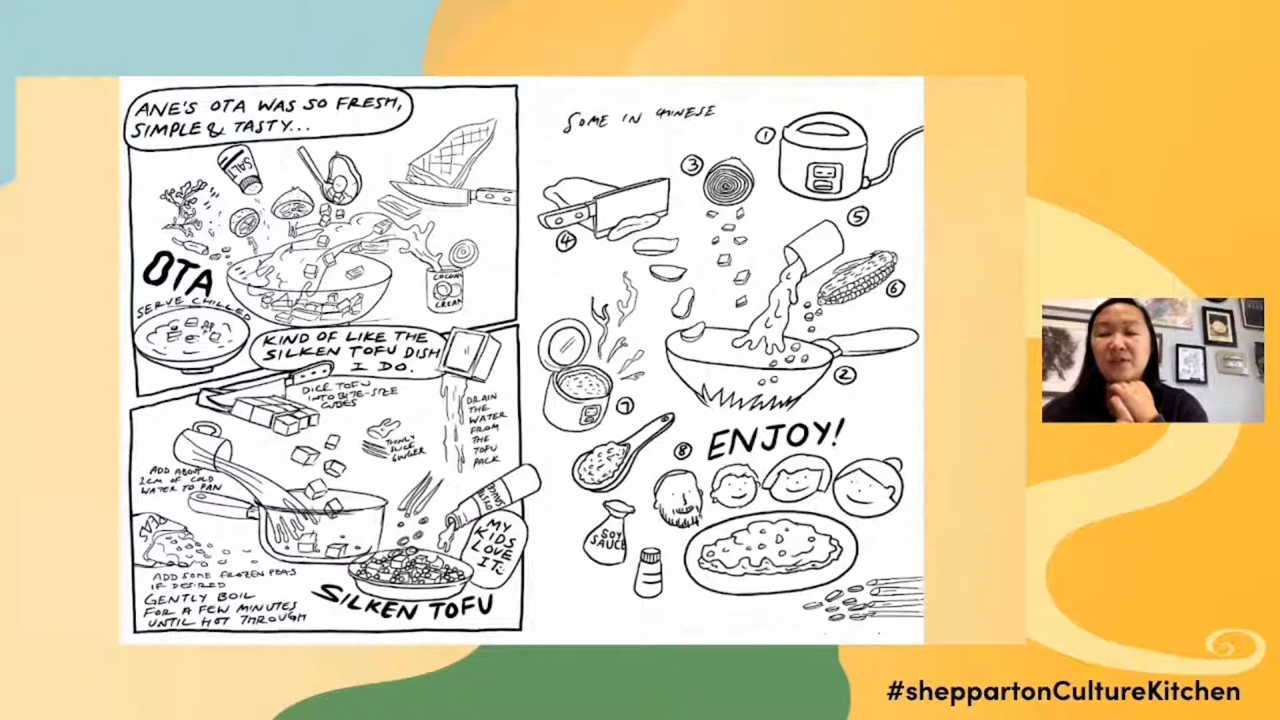 ANE'S OTA WAS SO FRESH,
SIMPLE & TASTY...
SALT
COCONUT
CREAM
OTA
SERVE CHILLED
KIND OF LIKE THE
SILKEN TOFU DISH
I DO.
DICE TOFU
INTO BITE-SIZE
CUBES
DRAIN
THE
WATER
FROM
THE
TOFU
PACK
THINLY
SLICE
GINGER
ADD ABOUT
2CM OF COLD
WATER TO PAN
OYSTER
SAUCE
MY
KIDS
LOVE
IT.
PEAS
ADD SOME FROZEN PEAS
IF DESIRED
GENTLY BOIL
FOR A FEW MINUTES
UNTIL HOT THROUGH
SILKEN TOFU
SOME IN CHINESE
1
3
4
5
6
2
7
8
ENJOY!
SOY
SAUCE
#sheppartonCultureKitchen